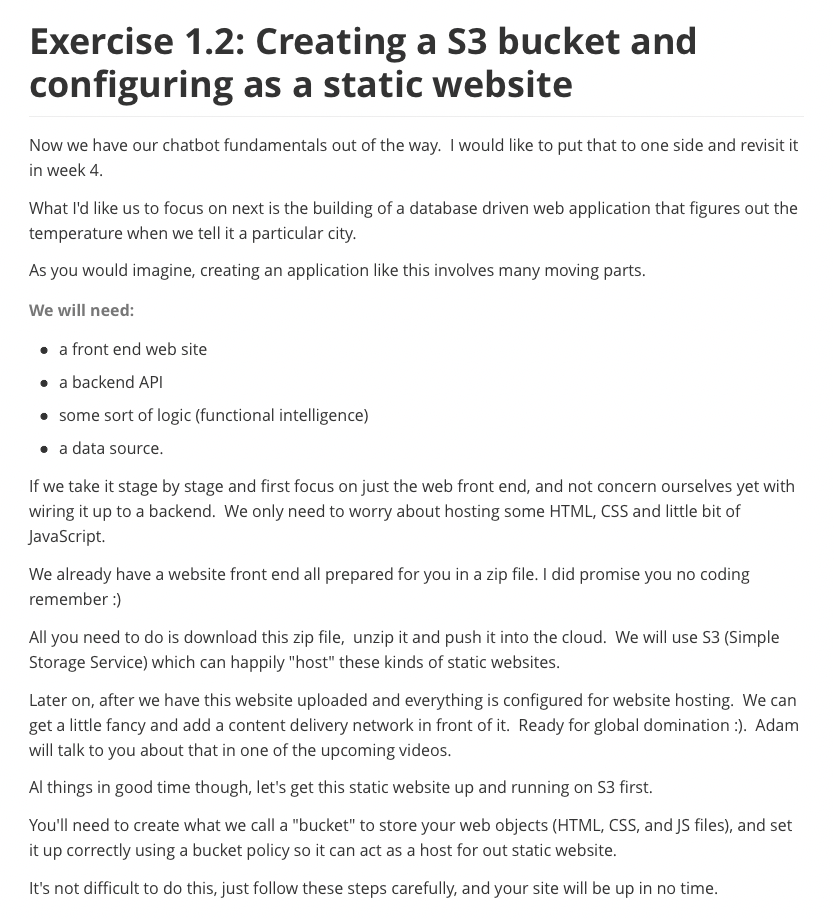 Exercise 1.2: Creating a S3 bucket and
configuring as a static website
Now we have our chatbot fundamentals out of the way.  I would like to put that to one side and revisit it
in week 4.
What I'd like us to focus on next is the building of a database driven web application that figures out the
temperature when we tell it a particular city.
As you would imagine, creating an application like this involves many moving parts.
We will need:
● a front end web site
● a backend API
● some sort of logic (functional intelligence)
● a data source.
If we take it stage by stage and first focus on just the web front end, and not concern ourselves yet with
wiring it up to a backend.  We only need to worry about hosting some HTML, CSS and little bit of
JavaScript.
We already have a website front end all prepared for you in a zip file. I did promise you no coding
remember :)
All you need to do is download this zip file,  unzip it and push it into the cloud.  We will use S3 (Simple
Storage Service) which can happily "host" these kinds of static websites.
Later on, after we have this website uploaded and everything is configured for website hosting.  We can
get a little fancy and add a content delivery network in front of it.  Ready for global domination :).  Adam
will talk to you about that in one of the upcoming videos.
Al things in good time though, let's get this static website up and running on S3 first.
You'll need to create what we call a "bucket" to store your web objects (HTML, CSS, and JS files), and set
it up correctly using a bucket policy so it can act as a host for out static website.
It's not difficult to do this, just follow these steps carefully, and your site will be up in no time.